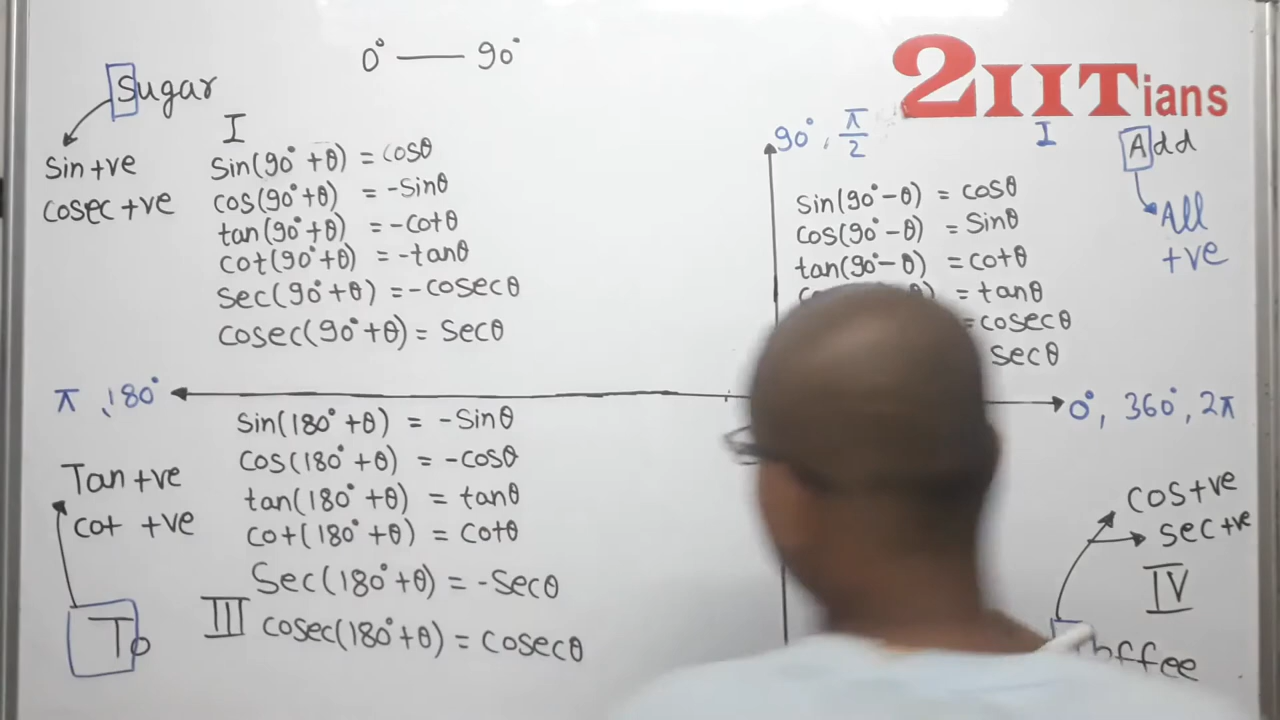 0° — 90°
2IITians
Sugar
Sin +ve
cosec +ve
I
Sin(90° +θ) = cosθ
cos(90° +θ) = -Sinθ
tan(90° +θ) = -cotθ
cot(90° +θ) = -tanθ
sec(90° +θ) = -cosecθ
cosec(90° +θ) = secθ
90°, π/2
I
Add
All
+ve
sin(90° - θ) = cosθ
cos(90° - θ) = Sinθ
tan(90° - θ) = cotθ
= tanθ
= cosecθ
secθ
π, 180°
0°, 360°, 2π
Tan +ve
cot +ve
To
III
sin(180° +θ) = -Sinθ
cos(180° +θ) = -cosθ
tan(180° +θ) = tanθ
cot(180° +θ) = cotθ
Sec(180° +θ) = -Secθ
cosec(180° +θ) = cosecθ
cos +ve
sec +ve
IV